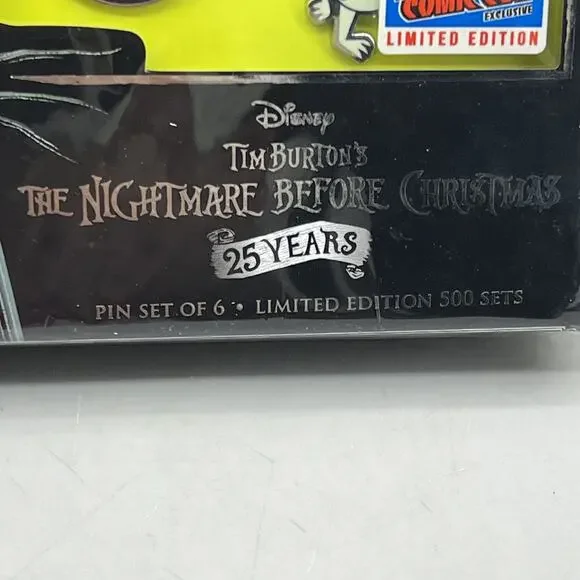 COMIC CON
EXCLUSIVE
LIMITED EDITION
Disney
TIM BURTON'S
THE NIGHTMARE BEFORE CHRISTMAS
25 YEARS
PIN SET OF 6 • LIMITED EDITION 500 SETS